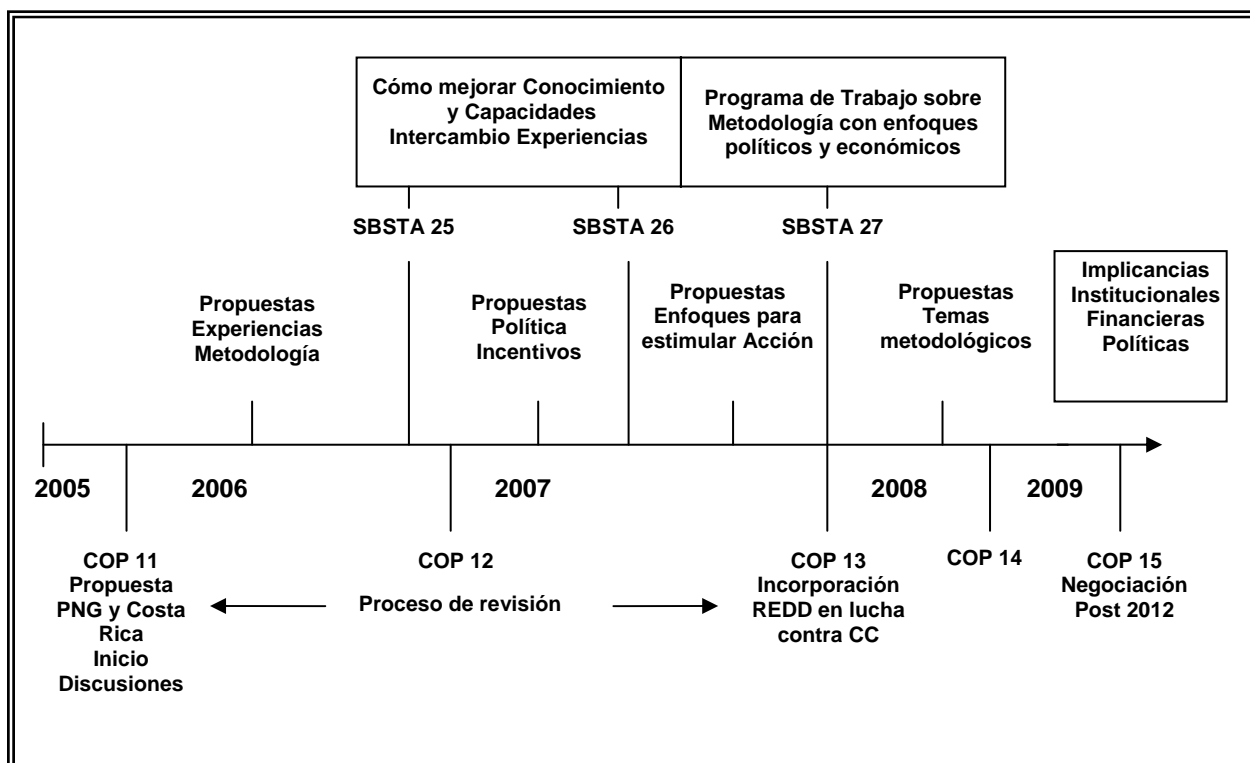 Cómo mejorar Conocimiento
y Capacidades
Intercambio Experiencias
Programa de Trabajo sobre
Metodología con enfoques
políticos y económicos
SBSTA 25
SBSTA 26
SBSTA 27
Propuestas
Experiencias
Metodología
Propuestas
Política
Incentivos
Propuestas
Enfoques para
estimular Acción
Propuestas
Temas
metodológicos
Implicancias
Institucionales
Financieras
Políticas
2005
2006
2007
2008
2009
COP 11
Propuesta
PNG y Costa
Rica
Inicio
Discusiones
COP 12
Proceso de revisión
COP 13
Incorporación
REDD en lucha
contra CC
COP 14
COP 15
Negociación
Post 2012